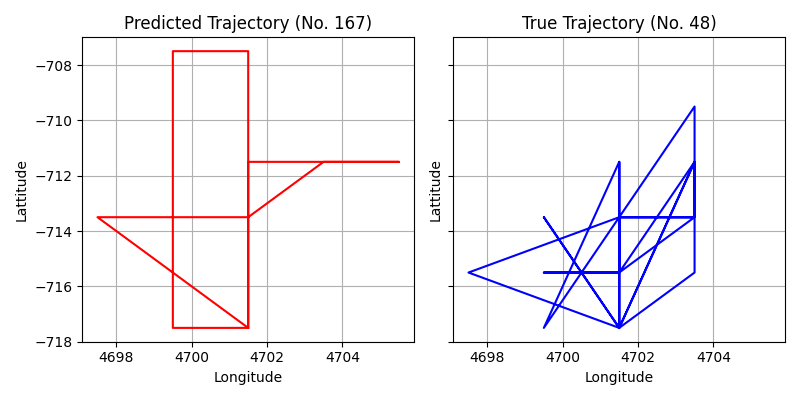 Predicted Trajectory (No. 167)
True Trajectory (No. 48)
−708
−710
−712
−714
−716
−718
Lattitude
Lattitude
4698 4700 4702 4704
4698 4700 4702 4704
Longitude
Longitude